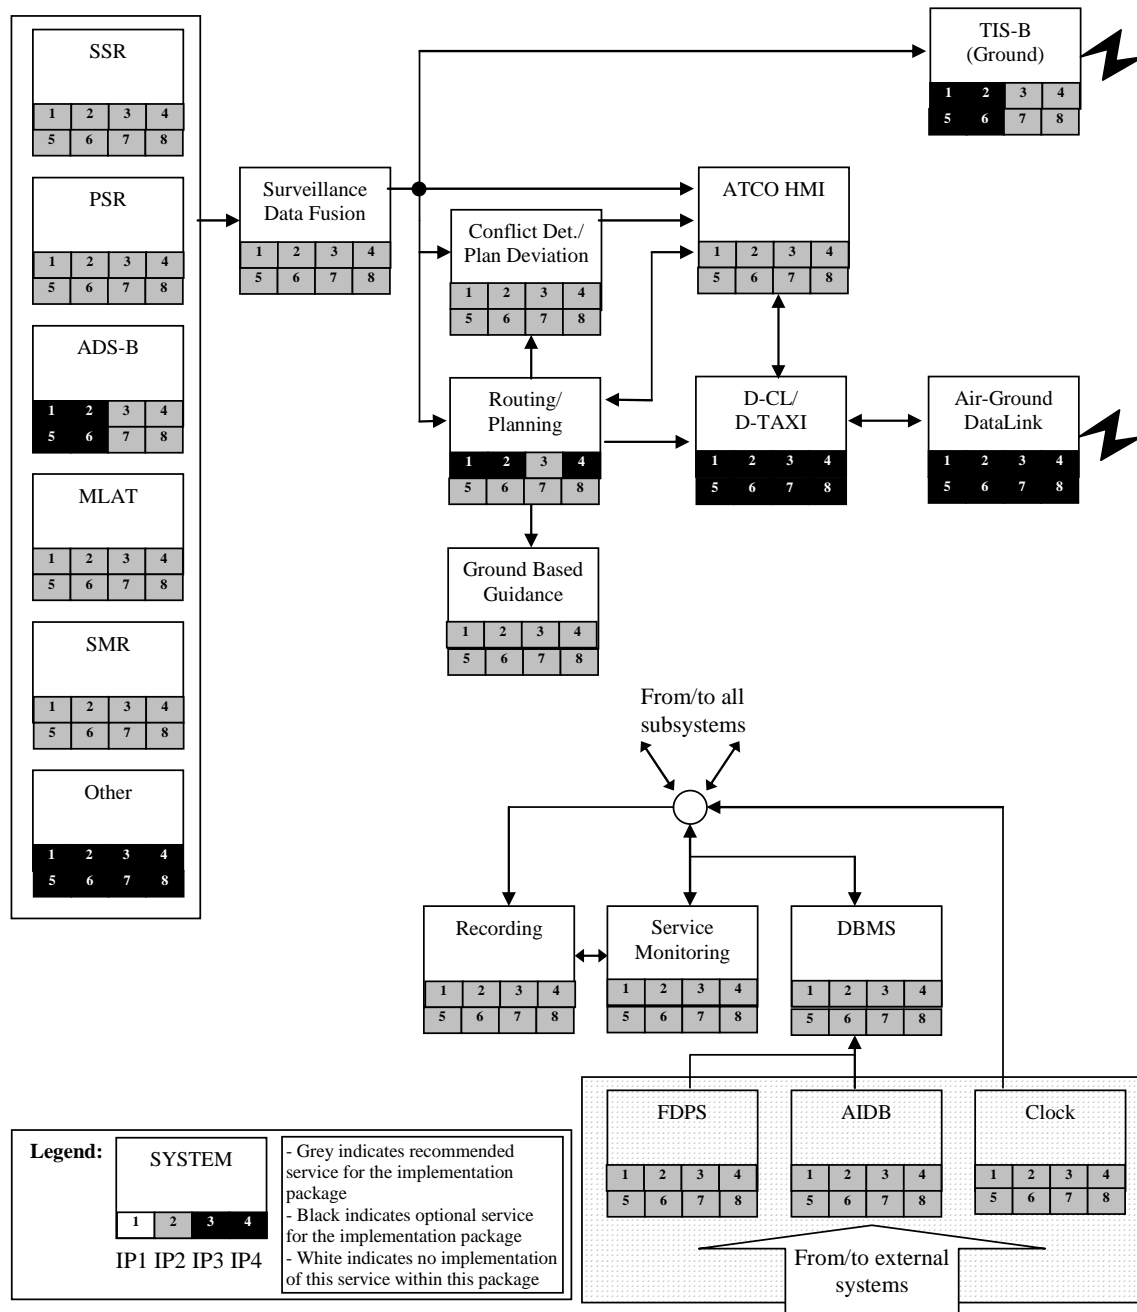 SSR
1 2 3 4
5 6 7 8
PSR
1 2 3 4
5 6 7 8
ADS-B
1 2 3 4
5 6 7 8
MLAT
1 2 3 4
5 6 7 8
SMR
1 2 3 4
5 6 7 8
Other
1 2 3 4
5 6 7 8
Surveillance
Data Fusion
1 2 3 4
5 6 7 8
TIS-B
(Ground)
1 2 3 4
5 6 7 8
Conflict Det./
Plan Deviation
1 2 3 4
5 6 7 8
ATCO HMI
1 2 3 4
5 6 7 8
Routing/
Planning
1 2 3 4
5 6 7 8
D-CL/
D-TAXI
1 2 3 4
5 6 7 8
Air-Ground
DataLink
1 2 3 4
5 6 7 8
Ground Based
Guidance
1 2 3 4
5 6 7 8
From/to all
subsystems
Recording
1 2 3 4
5 6 7 8
Service
Monitoring
1 2 3 4
5 6 7 8
DBMS
1 2 3 4
5 6 7 8
FDPS
1 2 3 4
5 6 7 8
AIDB
1 2 3 4
5 6 7 8
Clock
1 2 3 4
5 6 7 8
From/to external
systems
Legend:
SYSTEM
1 2 3 4
IP1 IP2 IP3 IP4
- Grey indicates recommended
service for the implementation
package
- Black indicates optional service
for the implementation package
- White indicates no implementation
of this service within this package